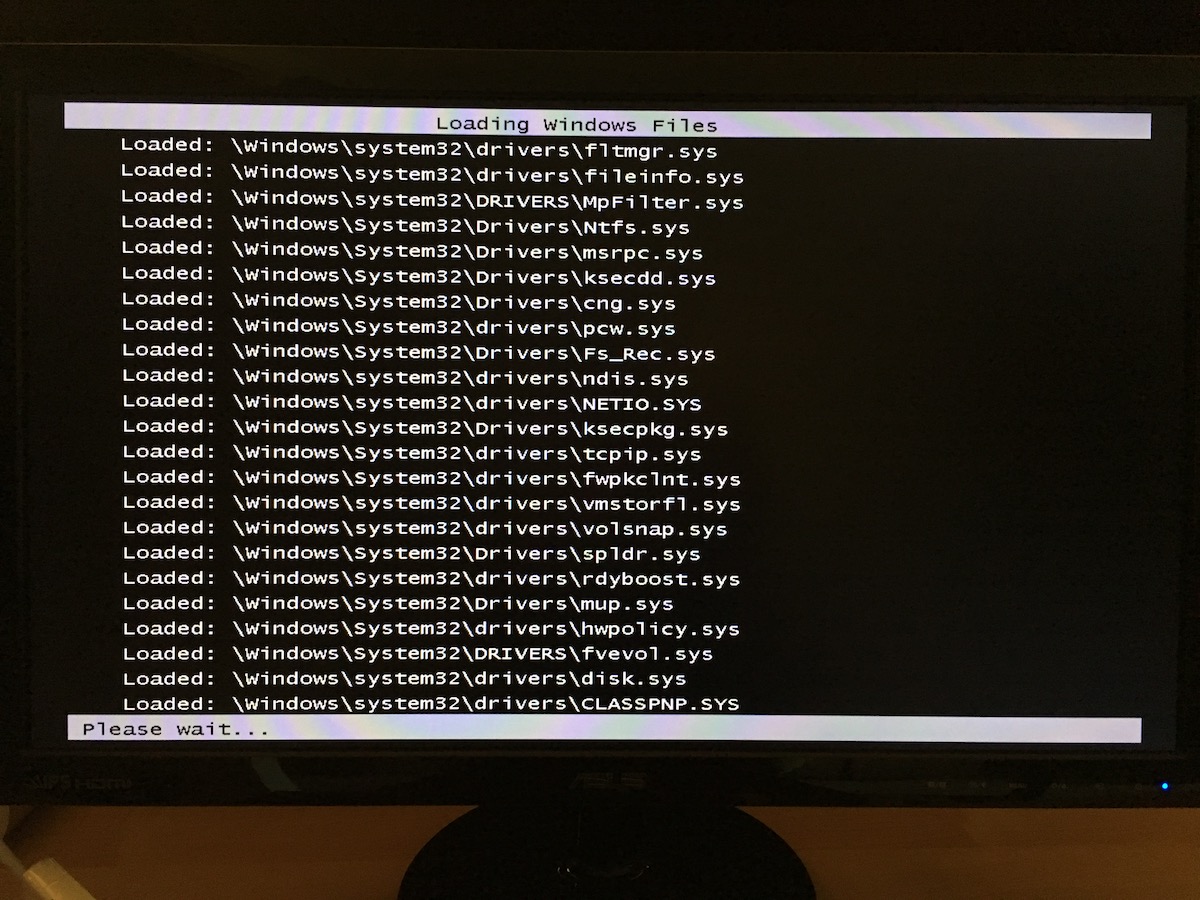 Loading Windows Files
Loaded: \Windows\system32\drivers\fltmgr.sys
Loaded: \Windows\system32\drivers\fileinfo.sys
Loaded: \Windows\system32\DRIVERS\MpFilter.sys
Loaded: \Windows\System32\Drivers\Ntfs.sys
Loaded: \Windows\System32\Drivers\msrpc.sys
Loaded: \Windows\System32\Drivers\ksecdd.sys
Loaded: \Windows\System32\Drivers\cng.sys
Loaded: \Windows\System32\drivers\pcw.sys
Loaded: \Windows\System32\Drivers\Fs_Rec.sys
Loaded: \Windows\system32\drivers\ndis.sys
Loaded: \Windows\system32\drivers\NETIO.SYS
Loaded: \Windows\System32\Drivers\ksecpkg.sys
Loaded: \Windows\System32\drivers\tcpip.sys
Loaded: \Windows\System32\drivers\fwpkclnt.sys
Loaded: \Windows\system32\drivers\vmstorfl.sys
Loaded: \Windows\system32\drivers\volsnap.sys
Loaded: \Windows\System32\Drivers\spldr.sys
Loaded: \Windows\System32\drivers\rdyboost.sys
Loaded: \Windows\System32\Drivers\mup.sys
Loaded: \Windows\System32\drivers\hwpolicy.sys
Loaded: \Windows\System32\DRIVERS\fvevol.sys
Loaded: \Windows\system32\drivers\disk.sys
Loaded: \Windows\system32\drivers\CLASSPNP.SYS
Please wait...
ASUS